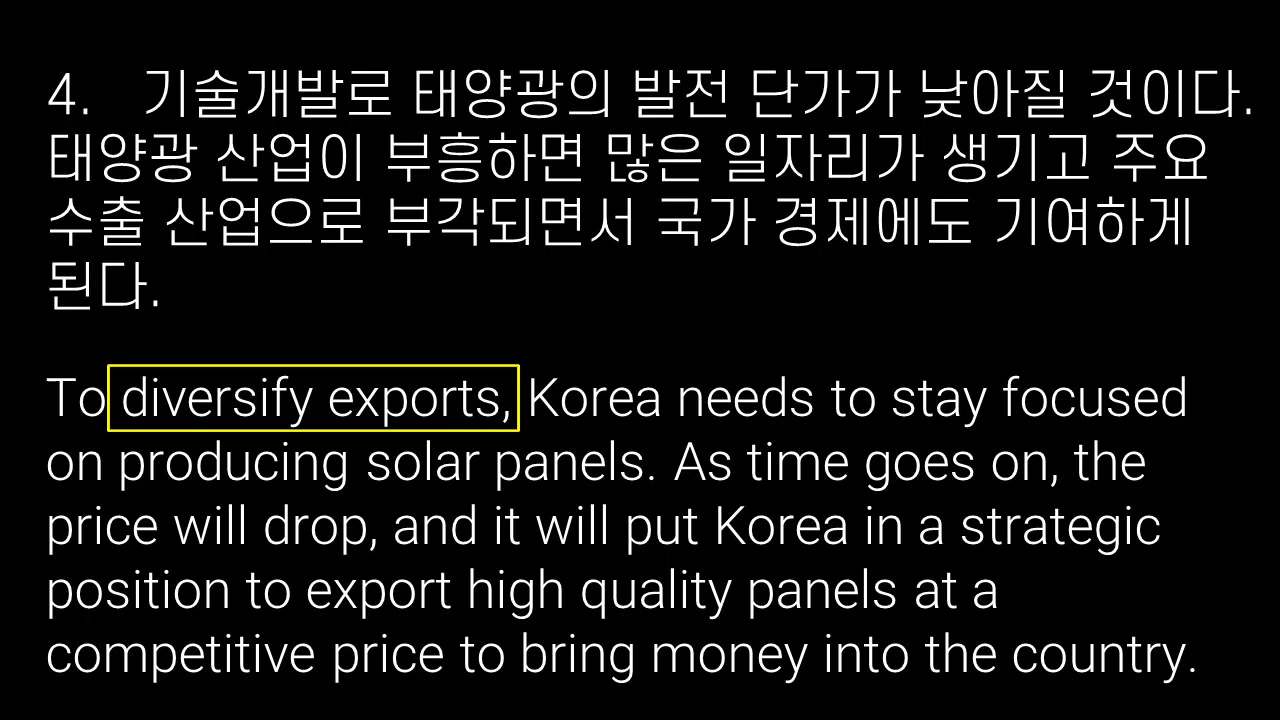 4. 기술개발로 태양광의 발전 단가가 낮아질 것이다.
태양광 산업이 부흥하면 많은 일자리가 생기고 주요
수출 산업으로 부각되면서 국가 경제에도 기여하게
된다.
To diversify exports, Korea needs to stay focused
on producing solar panels. As time goes on, the
price will drop, and it will put Korea in a strategic
position to export high quality panels at a
competitive price to bring money into the country.